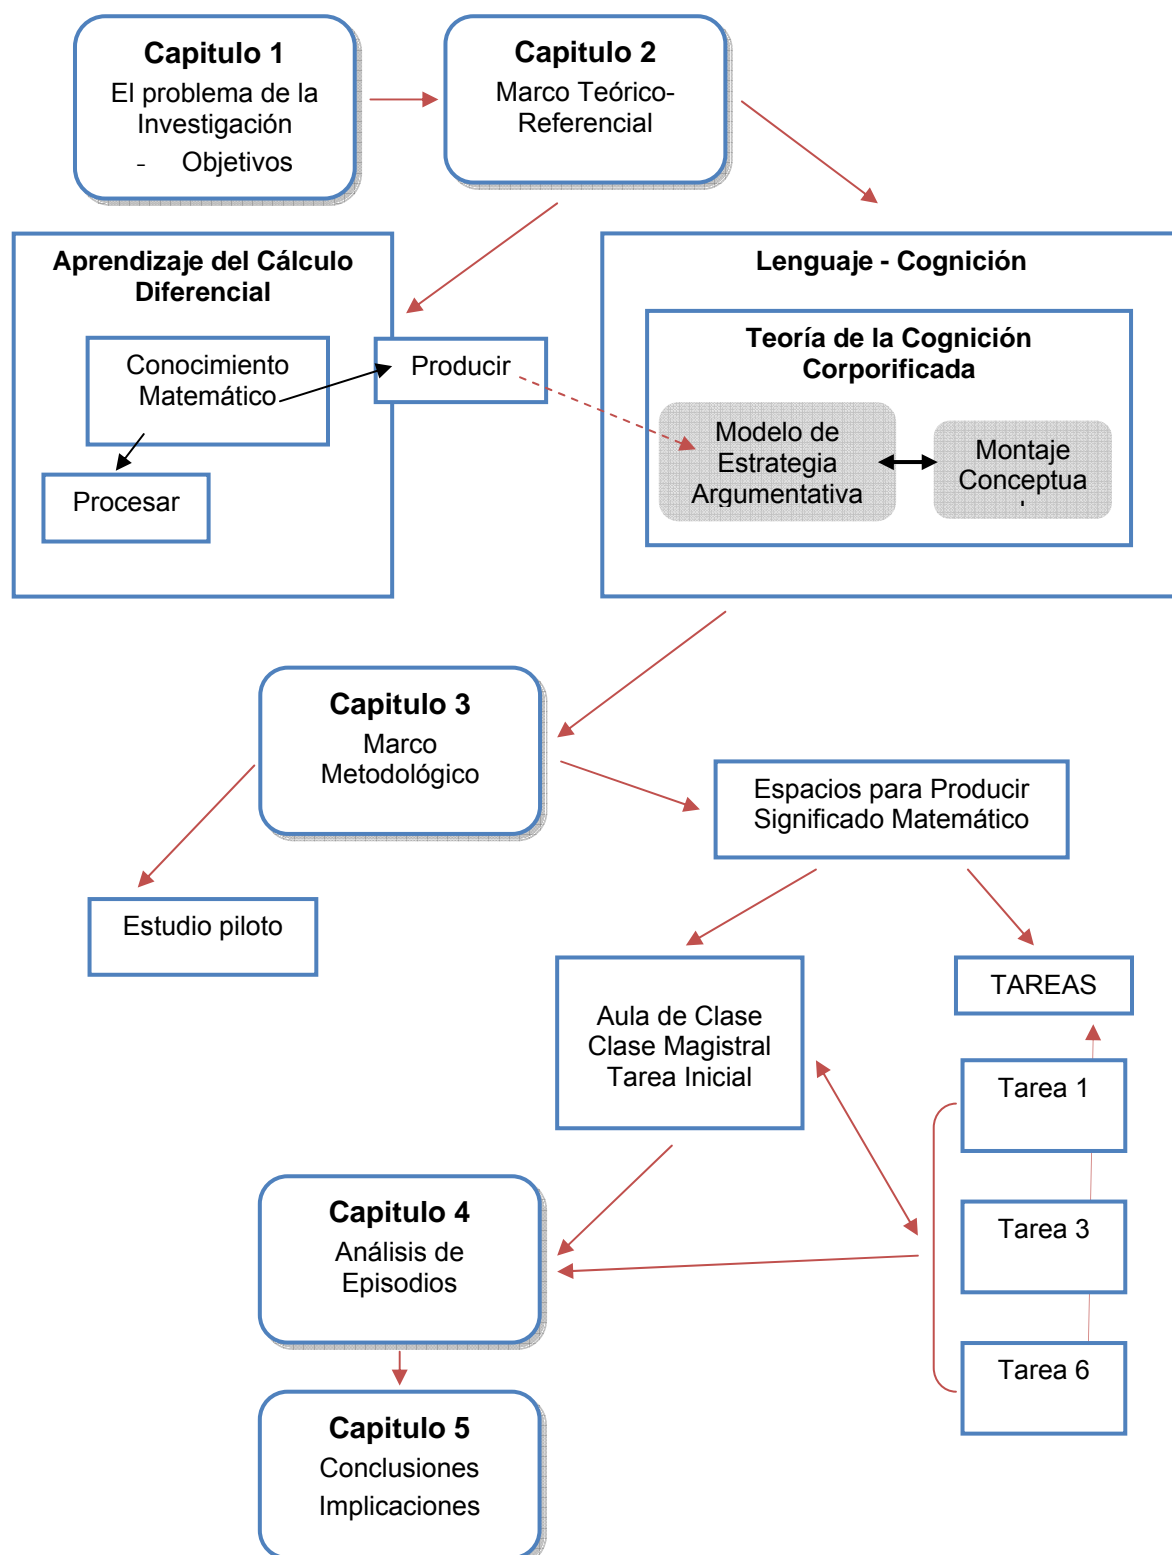 Capitulo 1
El problema de la
Investigación
- Objetivos
Capitulo 2
Marco Teórico-
Referencial
Aprendizaje del Cálculo
Diferencial
Conocimiento
Matemático
Producir
Procesar
Lenguaje - Cognición
Teoría de la Cognición
Corporificada
Modelo de
Estrategia
Argumentativa
Montaje
Conceptua
Capitulo 3
Marco
Metodológico
Espacios para Producir
Significado Matemático
Estudio piloto
Aula de Clase
Clase Magistral
Tarea Inicial
TAREAS
Tarea 1
Tarea 3
Tarea 6
Capitulo 4
Análisis de
Episodios
Capitulo 5
Conclusiones
Implicaciones